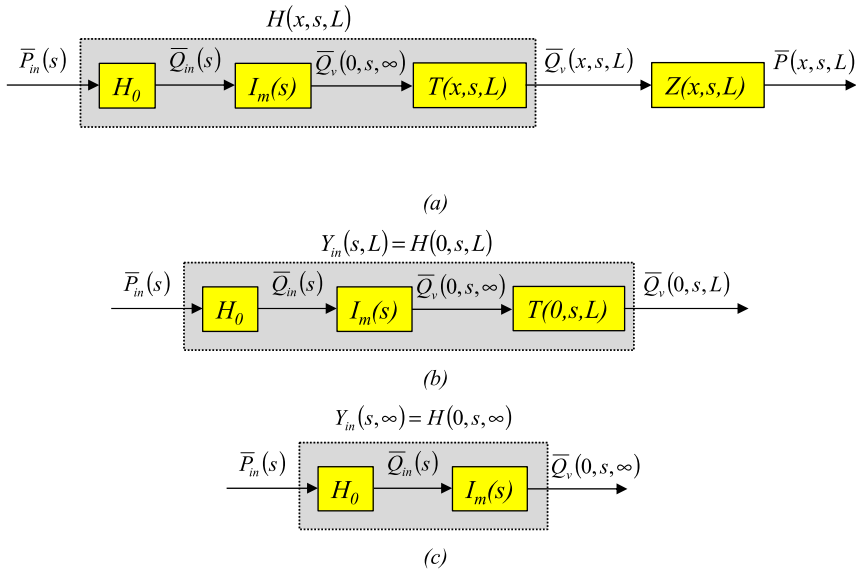 H(x,s,L)
P̅in(s) Q̅in(s) Q̅v(0,s,∞) Q̅v(x,s,L) P̅(x,s,L)
H0 Im(s) T(x,s,L) Z(x,s,L)
(a)
Yin(s,L)=H(0,s,L)
P̅in(s) Q̅in(s) Q̅v(0,s,∞) Q̅v(0,s,L)
H0 Im(s) T(0,s,L)
(b)
Yin(s,∞)=H(0,s,∞)
P̅in(s) Q̅in(s) Q̅v(0,s,∞)
H0 Im(s)
(c)